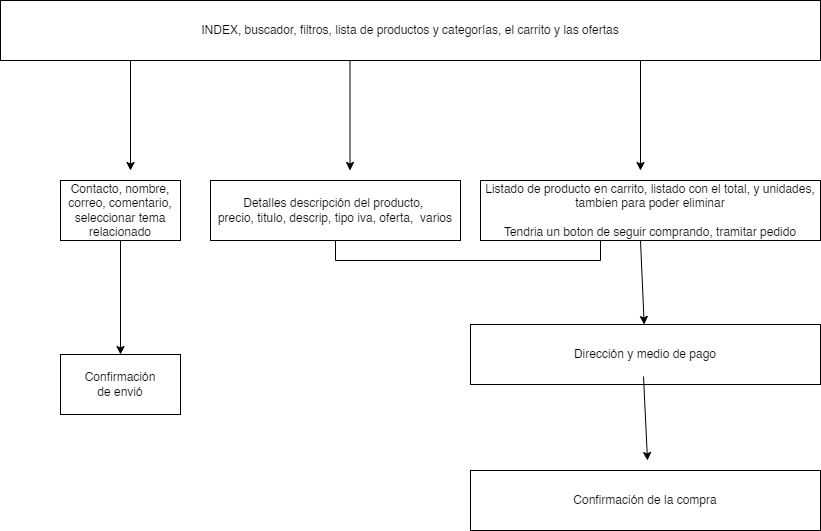 INDEX, buscador, filtros, lista de productos y categorías, el carrito y las ofertas
Contacto, nombre,
correo, comentario,
seleccionar tema
relacionado
Detalles descripción del producto,
precio, titulo, descrip, tipo iva, oferta, varios
Listado de producto en carrito, listado con el total, y unidades,
tambien para poder eliminar
Tendria un boton de seguir comprando, tramitar pedido
Confirmación
de envió
Dirección y medio de pago
Confirmación de la compra